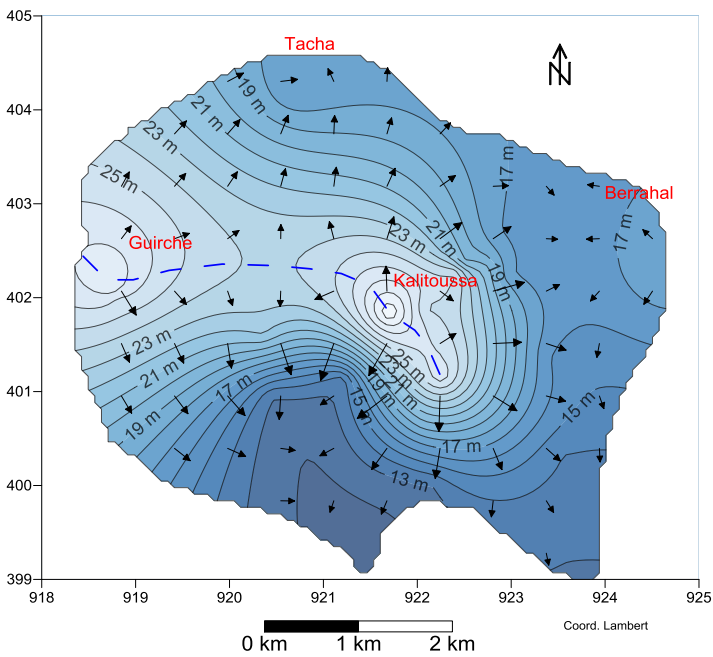 405
Tacha
N
19 m
404
21 m
23 m
17 m
25 m
Berrahal
403
Guirche
23 m
21 m
17 m
Kalitoussa
19 m
402
23 m
25 m
23 m
21 m
21 m
19 m
17 m
15 m
15 m
401
19 m
17 m
13 m
400
399
918
919
920
921
922
923
924
925
0 km
1 km
2 km
Coord. Lambert